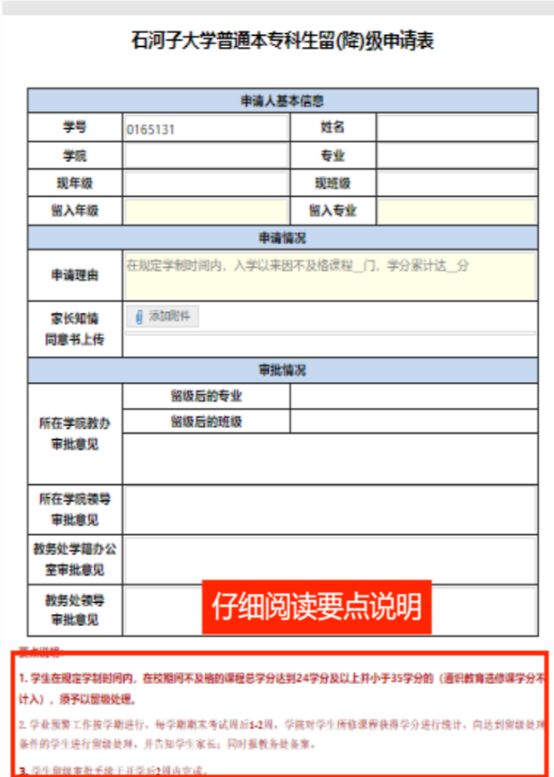 石河子大学普通本专科生留(降)级申请表
申请人基本信息
学号 0165131 姓名
学院 专业
现年级 现班级
留入年级 留入专业
申请情况
申请理由 在规定学制时间内，入学以来因不及格课程__门，学分累计达__分
家长知情
同意书上传
添加附件
审批情况
所在学院教办
审批意见
留级后的专业
留级后的班级
所在学院领导
审批意见
教务处学籍办公
室审批意见
教务处领导
审批意见
仔细阅读要点说明
要点说明：
1. 学生在规定学制时间内，在校期间不及格的课程总学分达到24学分及以上并小于35学分的（通识教育选修课学分不
计入），须予以留级处理。
2. 学业预警工作按学期进行，每学期期末考试周后1-2周，学院对学生所修课程获得学分进行统计，向达到留级处理
条件的学生进行留级处理，并告知学生家长；同时报教务处备案。
3. 学生留级审批手续于开学后2周内完成。